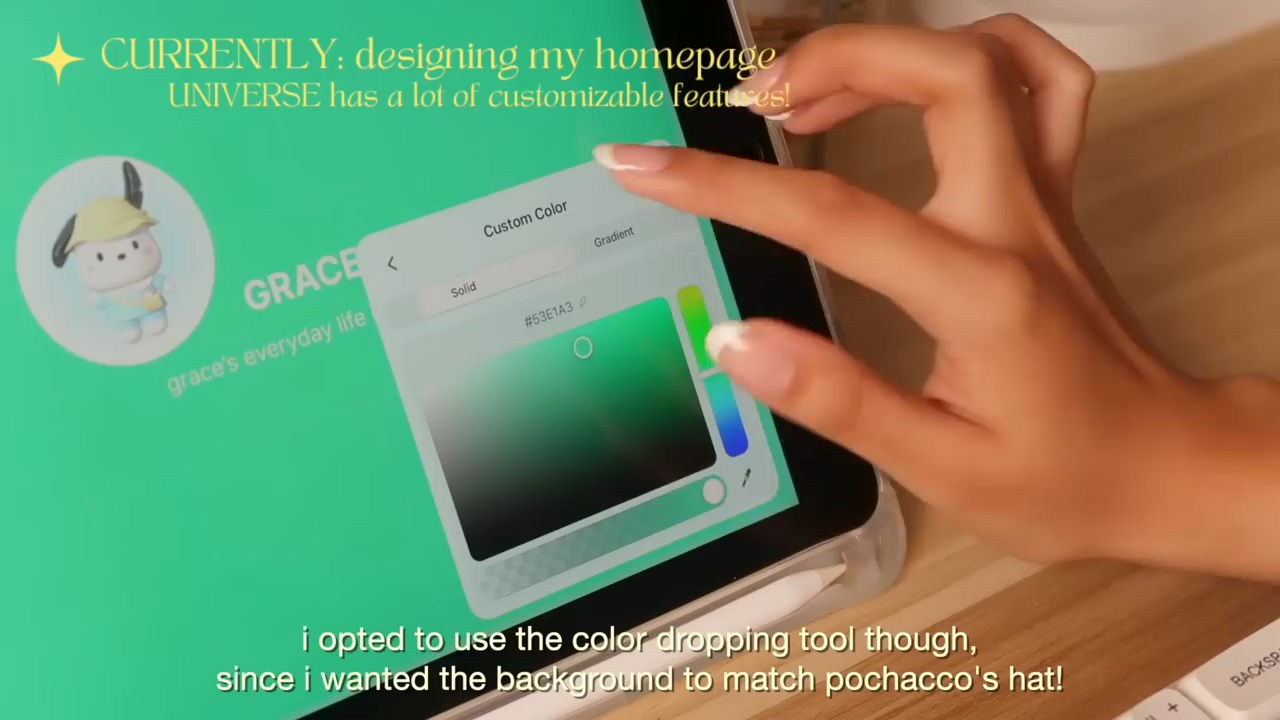 CURRENTLY: designing my homepage
UNIVERSE has a lot of customizable features!
Custom Color
Solid
Gradient
#53E1A3
GRACE
grace's everyday life
i opted to use the color dropping tool though,
since i wanted the background to match pochacco's hat!
+